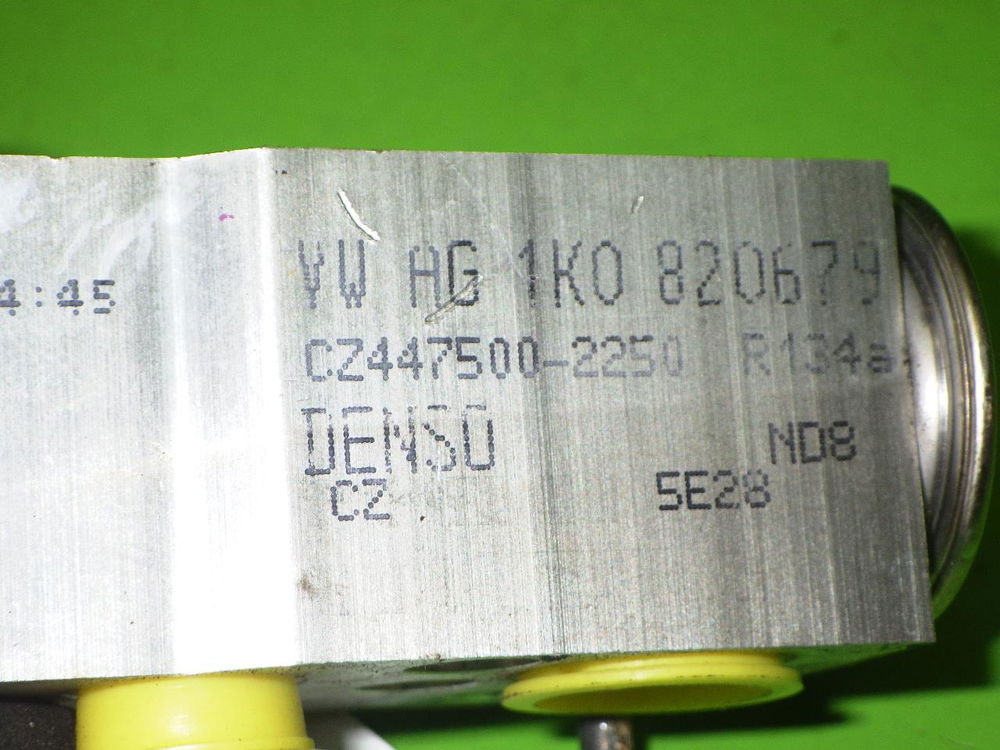 4:45
VW AG 1K0 820679
CZ447500-2250 R134a
DENSO
ND8
CZ
5E28